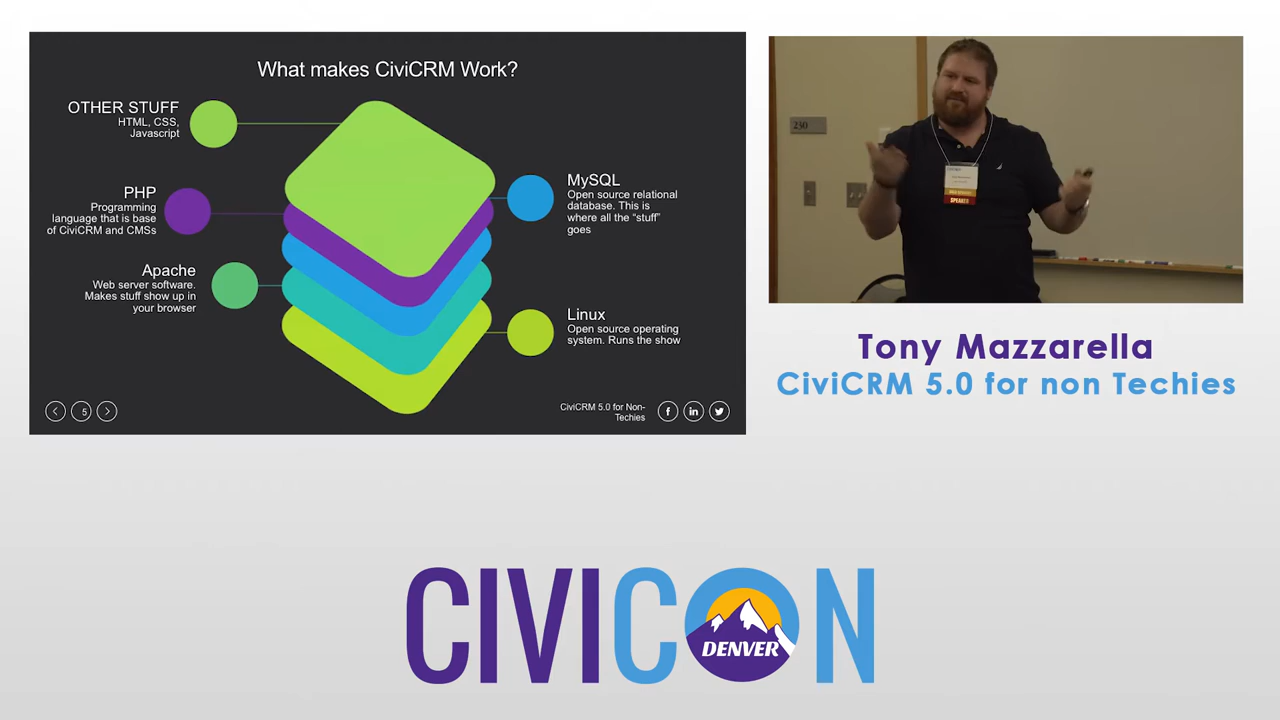 What makes CiviCRM Work?
OTHER STUFF
HTML, CSS,
Javascript
PHP
Programming
language that is base
of CiviCRM and CMSs
Apache
Web server software.
Makes stuff show up in
your browser
MySQL
Open source relational
database. This is
where all the “stuff”
goes
Linux
Open source operating
system. Runs the show
5
CiviCRM 5.0 for Non-
Techies
f
in
230
SPEAKER
Tony Mazzarella
CiviCRM 5.0 for non Techies
CIVICON
DENVER